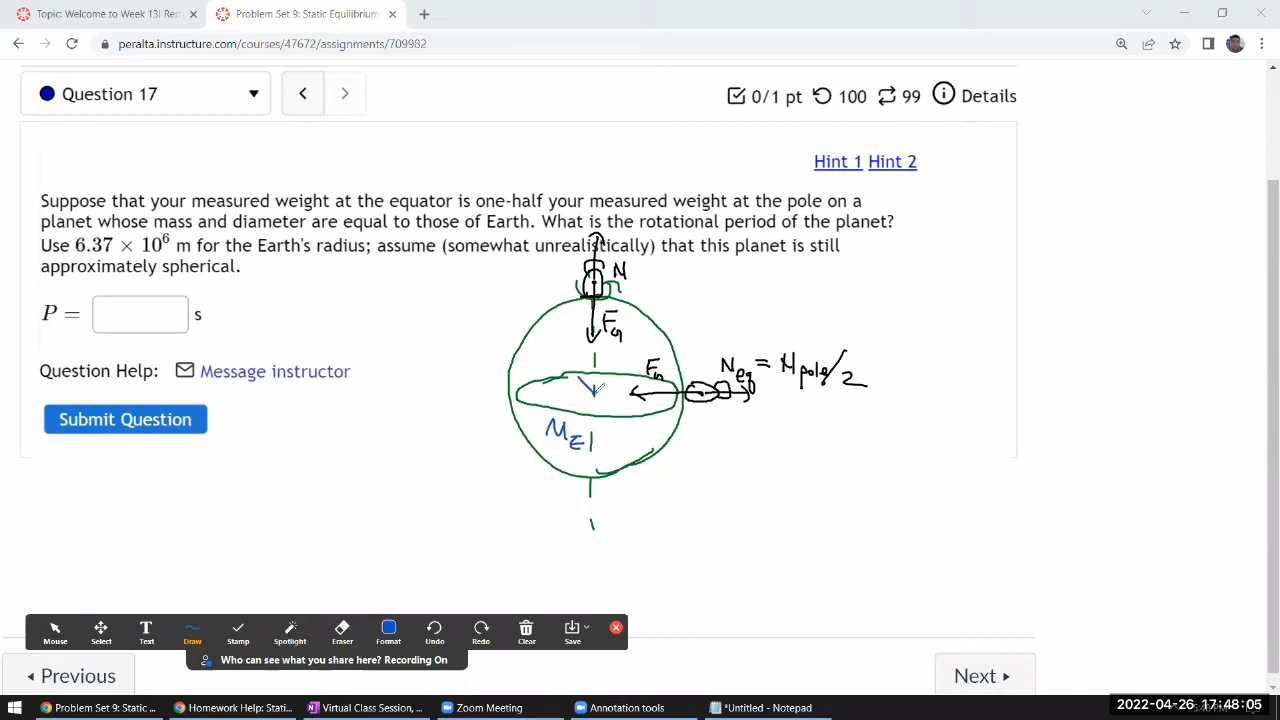 Topic: Welcome to Week 13! Rer
Problem Set 9: Static Equilibrium
peralta.instructure.com/courses/47672/assignments/709982
Question 17
0/1 pt 100 99 Details
Hint 1 Hint 2
Suppose that your measured weight at the equator is one-half your measured weight at the pole on a
planet whose mass and diameter are equal to those of Earth. What is the rotational period of the planet?
Use 6.37 × 10^6 m for the Earth's radius; assume (somewhat unrealistically) that this planet is still
approximately spherical.
N
P = s
F_G
F_G N_eq = N_pole/2
Question Help: Message instructor
Submit Question
M_E
Mouse Select Text Draw Stamp Spotlight Eraser Format Undo Redo Clear Save
Who can see what you share here? Recording On
Previous Next
Problem Set 9: Stati... Homework Help: Stati... Virtual Class Session, ... Zoom Meeting Annotation tools *Untitled - Notepad
2022-04-26 17:48:05